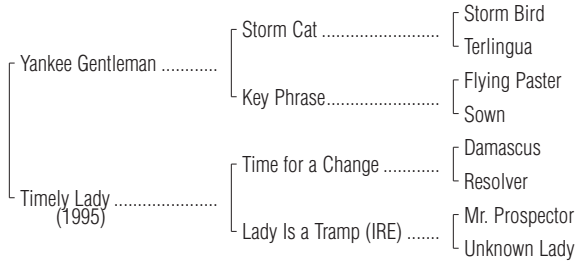 Storm Bird
Storm Cat ..........................
Terlingua
Yankee Gentleman ............
Flying Paster
Key Phrase.........................
Sown
Damascus
Time for a Change ............
Resolver
Timely Lady .......................
(1995)
Mr. Prospector
Lady Is a Tramp (IRE) .......
Unknown Lady